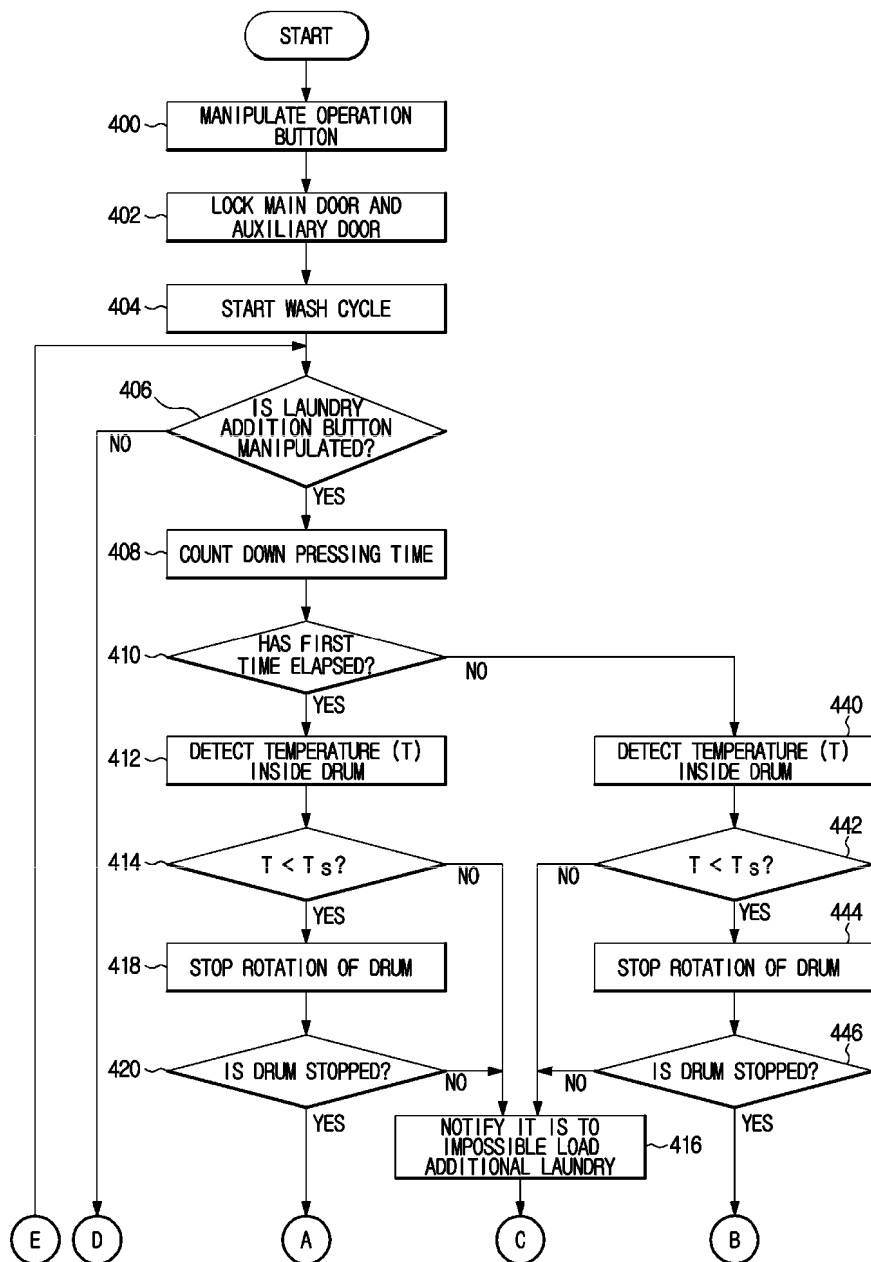 START
400
MANIPULATE OPERATION
BUTTON
402
LOCK MAIN DOOR AND
AUXILIARY DOOR
404
START WASH CYCLE
406
IS LAUNDRY
ADDITION BUTTON
MANIPULATED?
NO
YES
408
COUNT DOWN PRESSING TIME
410
HAS FIRST
TIME ELAPSED?
NO
YES
412
DETECT TEMPERATURE (T)
INSIDE DRUM
440
DETECT TEMPERATURE (T)
INSIDE DRUM
414
T < Ts?
NO
YES
442
T < Ts?
NO
YES
418
STOP ROTATION OF DRUM
444
STOP ROTATION OF DRUM
420
IS DRUM STOPPED?
NO
YES
446
IS DRUM STOPPED?
NO
YES
NOTIFY IT IS TO
IMPOSSIBLE LOAD
ADDITIONAL LAUNDRY
416
E
D
A
C
B